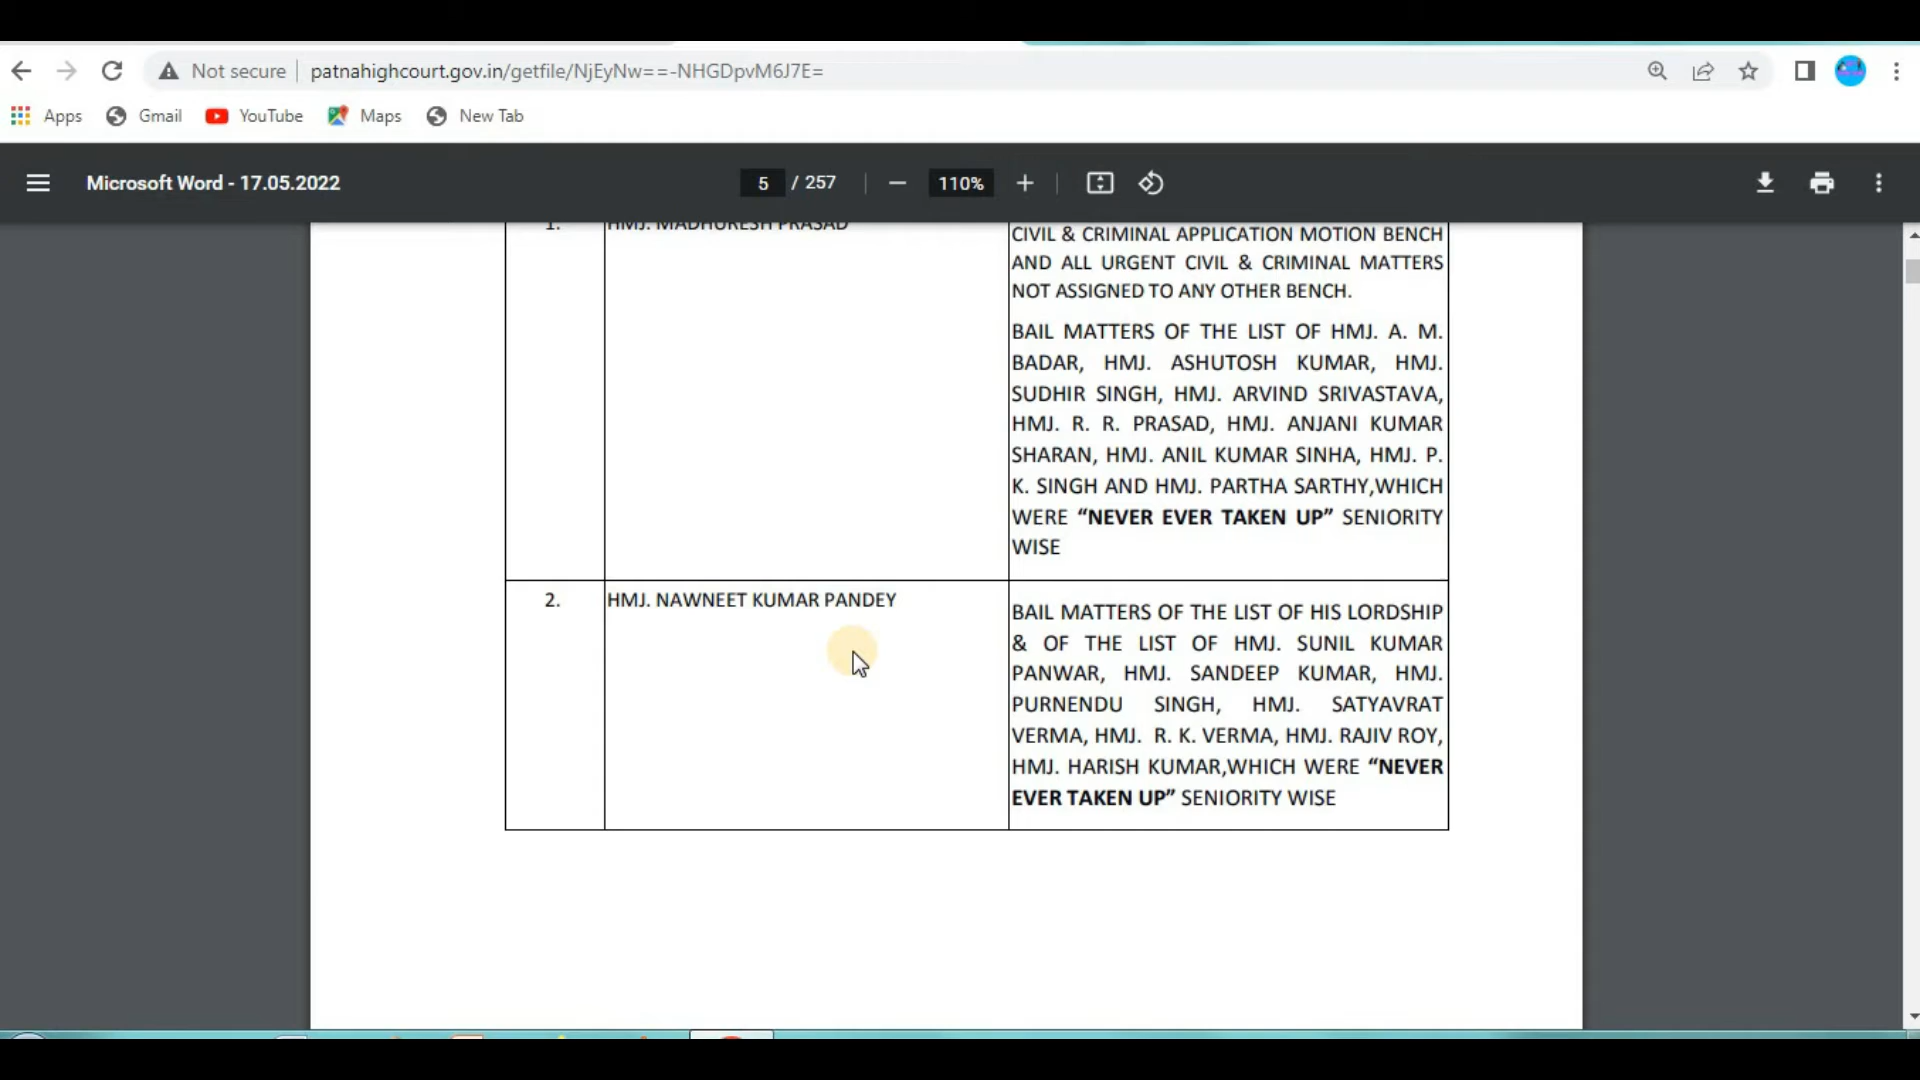 Not secure
patnahighcourt.gov.in/getfile/NjEyNw==-NHGDpvM6J7E=
Apps
Gmail
YouTube
Maps
New Tab
Microsoft Word - 17.05.2022
5 / 257
110%
1.
HMJ. MADHURESH PRASAD
CIVIL & CRIMINAL APPLICATION MOTION BENCH
AND ALL URGENT CIVIL & CRIMINAL MATTERS
NOT ASSIGNED TO ANY OTHER BENCH.
BAIL MATTERS OF THE LIST OF HMJ. A. M.
BADAR, HMJ. ASHUTOSH KUMAR, HMJ.
SUDHIR SINGH, HMJ. ARVIND SRIVASTAVA,
HMJ. R. R. PRASAD, HMJ. ANJANI KUMAR
SHARAN, HMJ. ANIL KUMAR SINHA, HMJ. P.
K. SINGH AND HMJ. PARTHA SARTHY,WHICH
WERE “NEVER EVER TAKEN UP” SENIORITY
WISE
2.
HMJ. NAWNEET KUMAR PANDEY
BAIL MATTERS OF THE LIST OF HIS LORDSHIP
& OF THE LIST OF HMJ. SUNIL KUMAR
PANWAR, HMJ. SANDEEP KUMAR, HMJ.
PURNENDU SINGH, HMJ. SATYAVRAT
VERMA, HMJ. R. K. VERMA, HMJ. RAJIV ROY,
HMJ. HARISH KUMAR,WHICH WERE “NEVER
EVER TAKEN UP” SENIORITY WISE